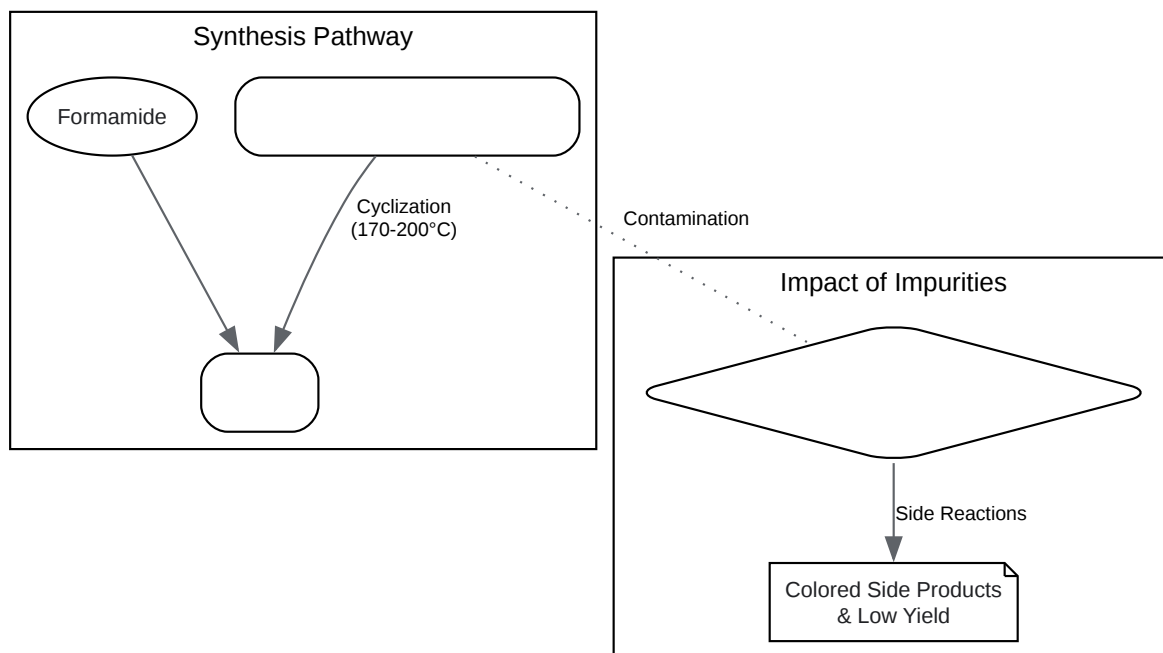 Synthesis Pathway
Formamide
Cyclization
(170-200°C)
Contamination
Impact of Impurities
Side Reactions
Colored Side Products
& Low Yield